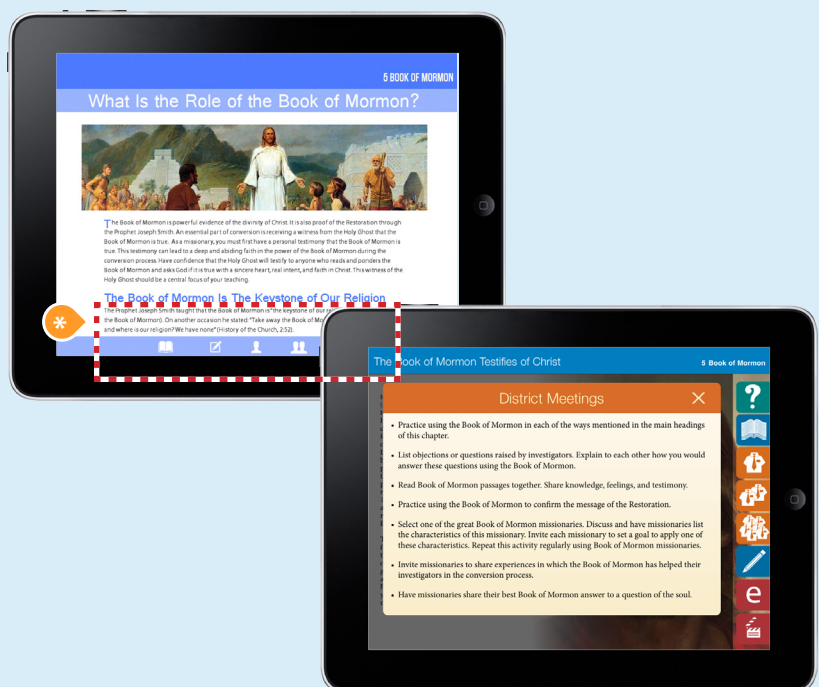 5 BOOK OF MORMON
What Is the Role of the Book of Mormon?
The Book of Mormon is powerful evidence of the divinity of Christ. It is also proof of the Restoration through
the Prophet Joseph Smith. An essential part of conversion is receiving a witness from the Holy Ghost that the
Book of Mormon is true. As a missionary, you must first have a personal testimony that the Book of Mormon is
true. This testimony can lead to a deep and abiding faith in the power of the Book of Mormon during the
conversion process. Have confidence that the Holy Ghost will testify to anyone who reads and ponders the
Book of Mormon and asks God if it is true with a sincere heart, real intent, and faith in Christ. This witness of the
Holy Ghost should be a central focus of your teaching.
The Book of Mormon Is The Keystone of Our Religion
The Prophet Joseph Smith taught that the Book of Mormon is "the keystone of our
the Book of Mormon). On another occasion he stated: "Take away the Book of
and where is our religion? We have none" (History of the Church, 2:52).
*
The Book of Mormon Testifies of Christ
5 Book of Mormon
District Meetings
• Practice using the Book of Mormon in each of the ways mentioned in the main headings
of this chapter.
• List objections or questions raised by investigators. Explain to each other how you would
answer these questions using the Book of Mormon.
• Read Book of Mormon passages together. Share knowledge, feelings, and testimony.
• Practice using the Book of Mormon to confirm the message of the Restoration.
• Select one of the great Book of Mormon missionaries. Discuss and have missionaries list
the characteristics of this missionary. Invite each missionary to set a goal to apply one of
these characteristics. Repeat this activity regularly using Book of Mormon missionaries.
• Invite missionaries to share experiences in which the Book of Mormon has helped their
investigators in the conversion process.
• Have missionaries share their best Book of Mormon answer to a question of the soul.
?
e